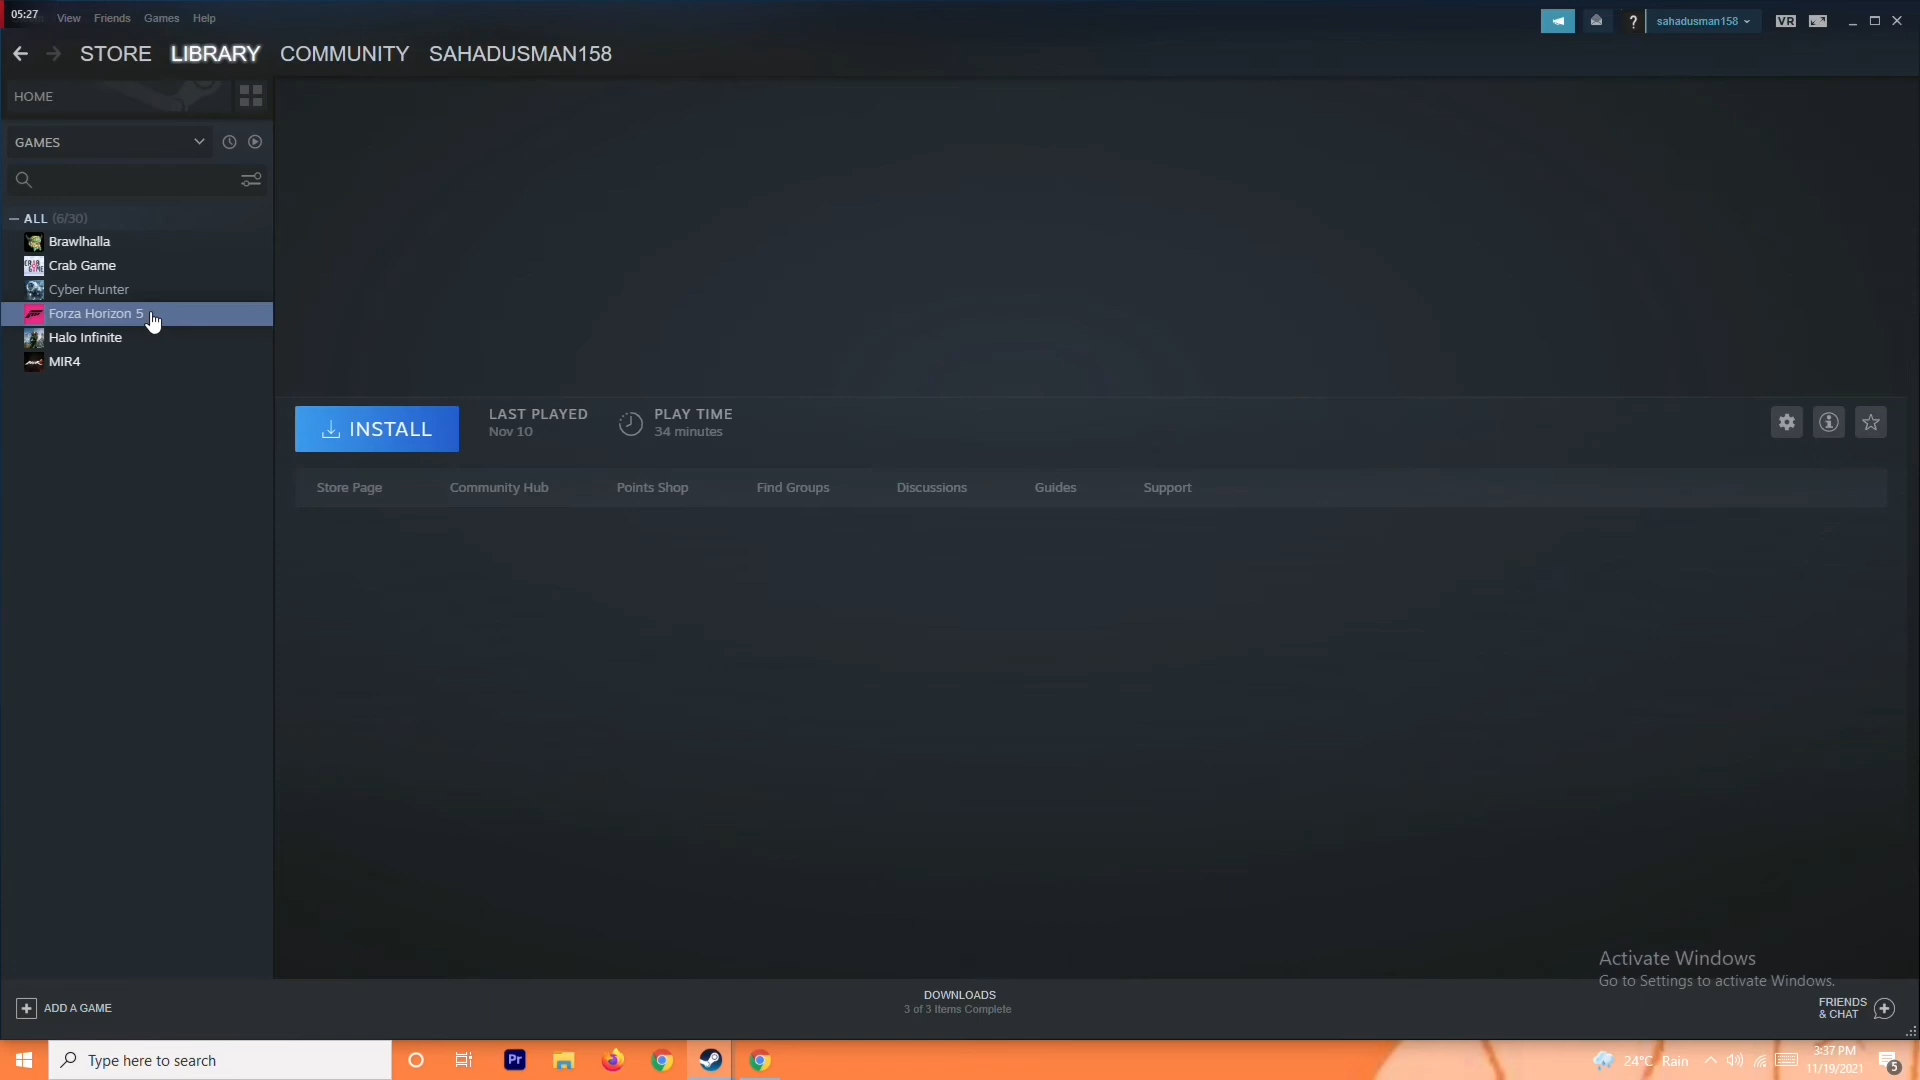 05:27
View Friends Games Help
sahadusman158
VR
STORE LIBRARY COMMUNITY SAHADUSMAN158
HOME
GAMES
ALL (6/30)
Brawlhalla
Crab Game
Cyber Hunter
Forza Horizon 5
Halo Infinite
MIR4
INSTALL
LAST PLAYED
Nov 10
PLAY TIME
34 minutes
Store Page Community Hub Points Shop Find Groups Discussions Guides Support
Activate Windows
Go to Settings to activate Windows.
ADD A GAME
DOWNLOADS
3 of 3 Items Complete
FRIENDS
& CHAT
Type here to search
Pr
24°C Rain
3:37 PM
11/19/2021
5